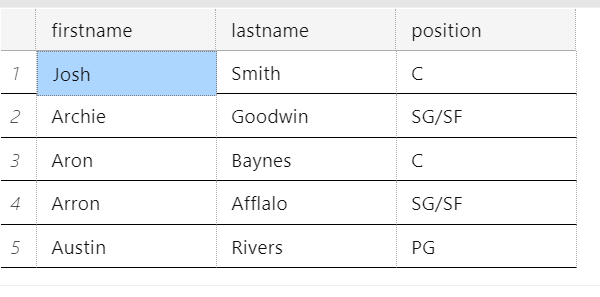 firstname lastname position
1 Josh Smith C
2 Archie Goodwin SG/SF
3 Aron Baynes C
4 Arron Afflalo SG/SF
5 Austin Rivers PG